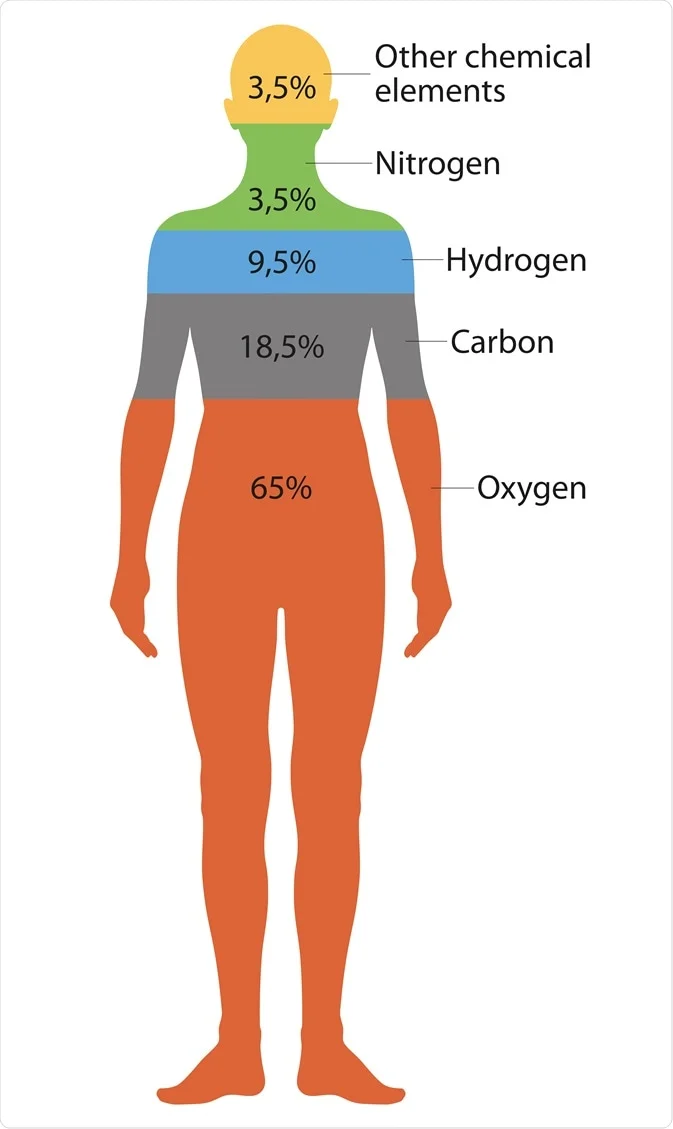 Other chemical
elements
3,5%
Nitrogen
3,5%
9,5%
Hydrogen
18,5%
Carbon
65%
Oxygen